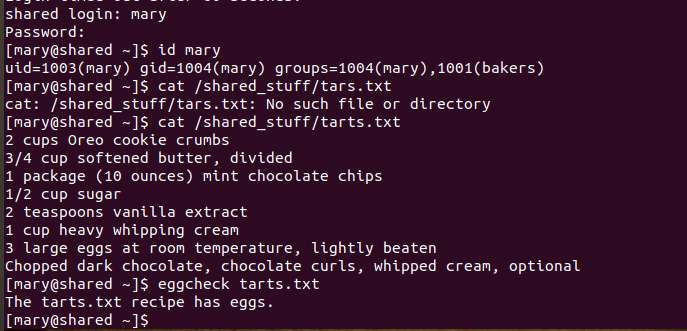 shared login: mary
Password:
[mary@shared ~]$ id mary
uid=1003(mary) gid=1004(mary) groups=1004(mary),1001(bakers)
[mary@shared ~]$ cat /shared_stuff/tars.txt
cat: /shared_stuff/tars.txt: No such file or directory
[mary@shared ~]$ cat /shared_stuff/tarts.txt
2 cups Oreo cookie crumbs
3/4 cup softened butter, divided
1 package (10 ounces) mint chocolate chips
1/2 cup sugar
2 teaspoons vanilla extract
1 cup heavy whipping cream
3 large eggs at room temperature, lightly beaten
Chopped dark chocolate, chocolate curls, whipped cream, optional
[mary@shared ~]$ eggcheck tarts.txt
The tarts.txt recipe has eggs.
[mary@shared ~]$